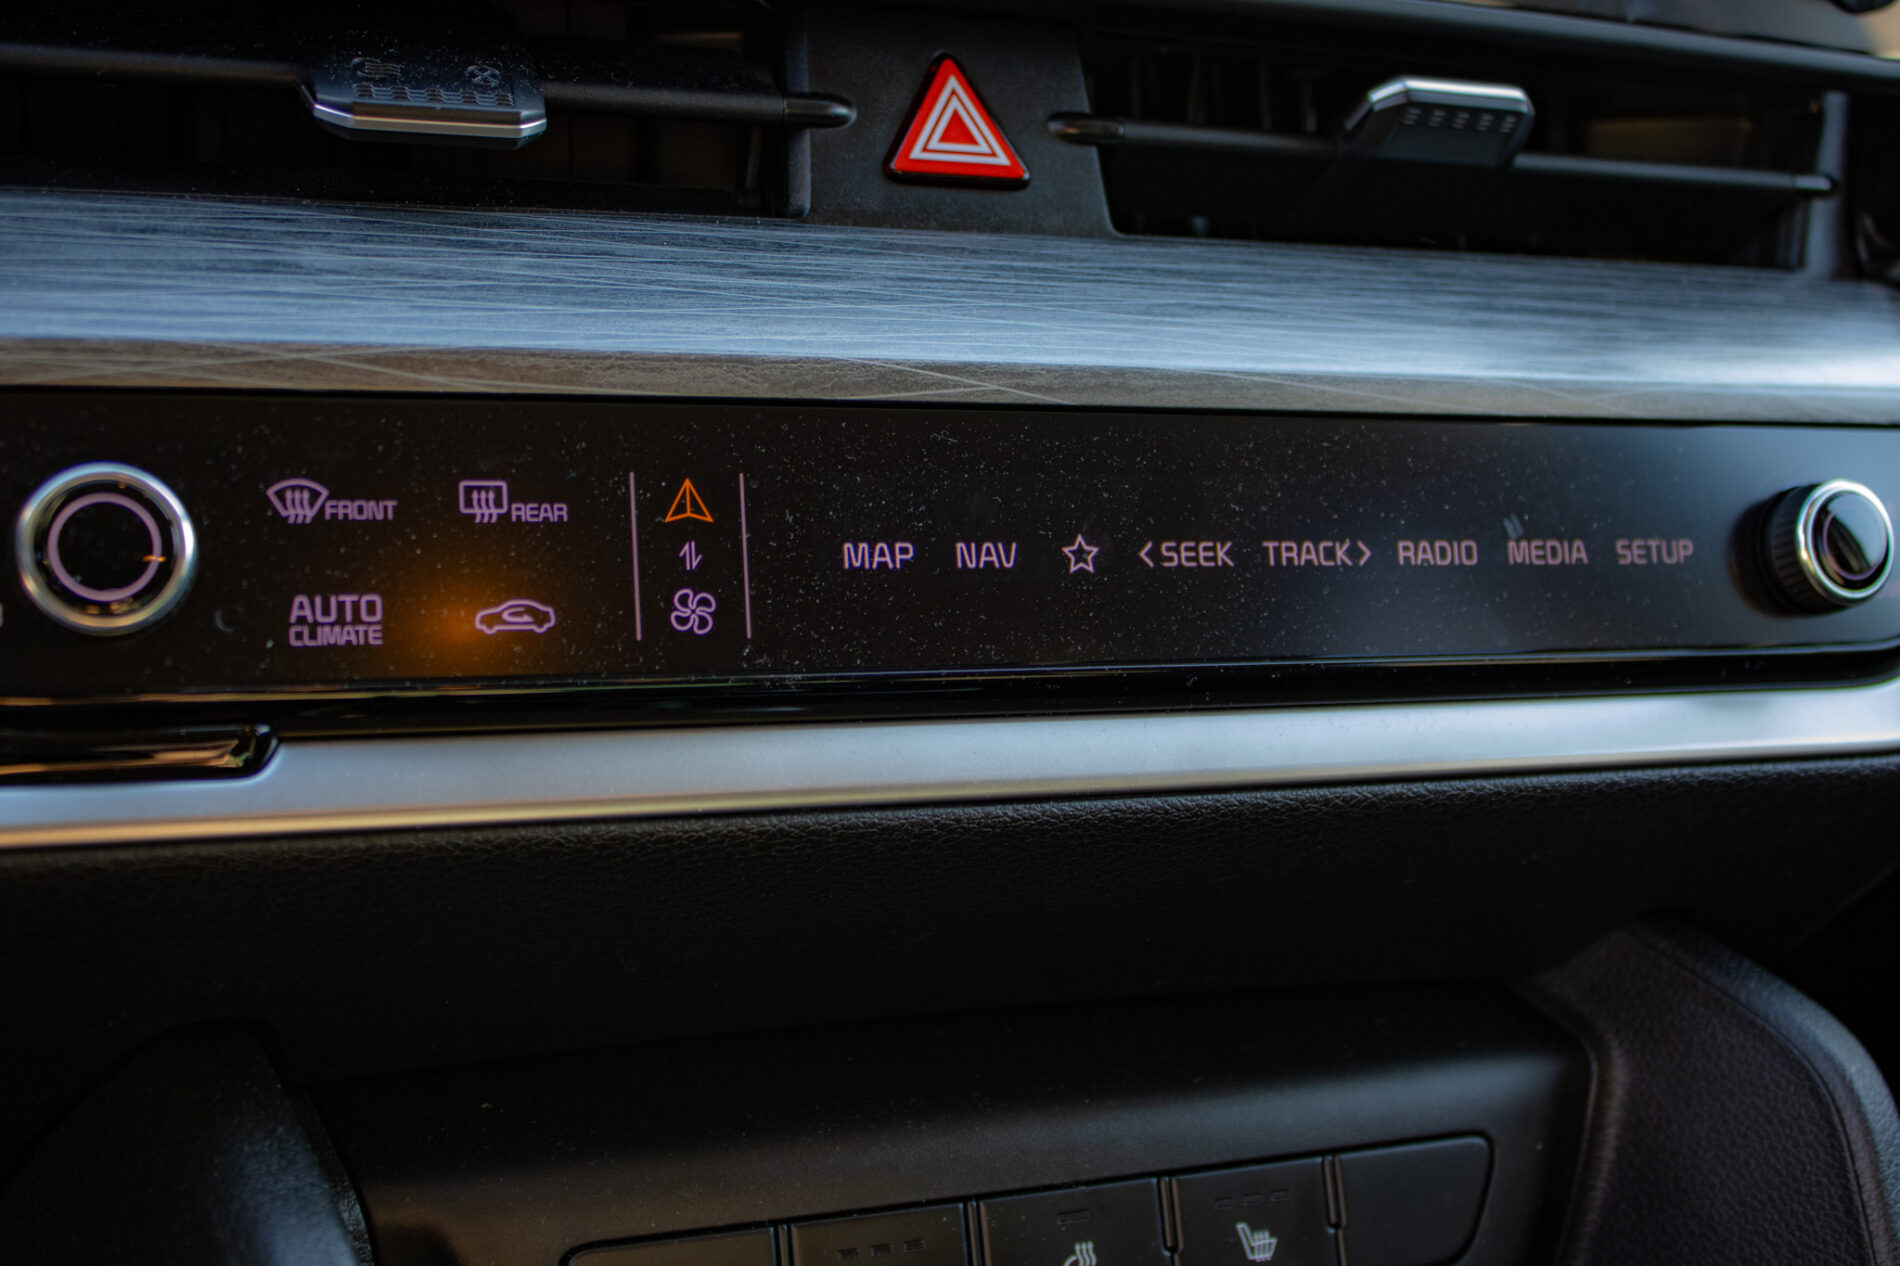 FRONT
REAR
MAP NAV <SEEK TRACK> RADIO MEDIA SETUP
AUTO
CLIMATE